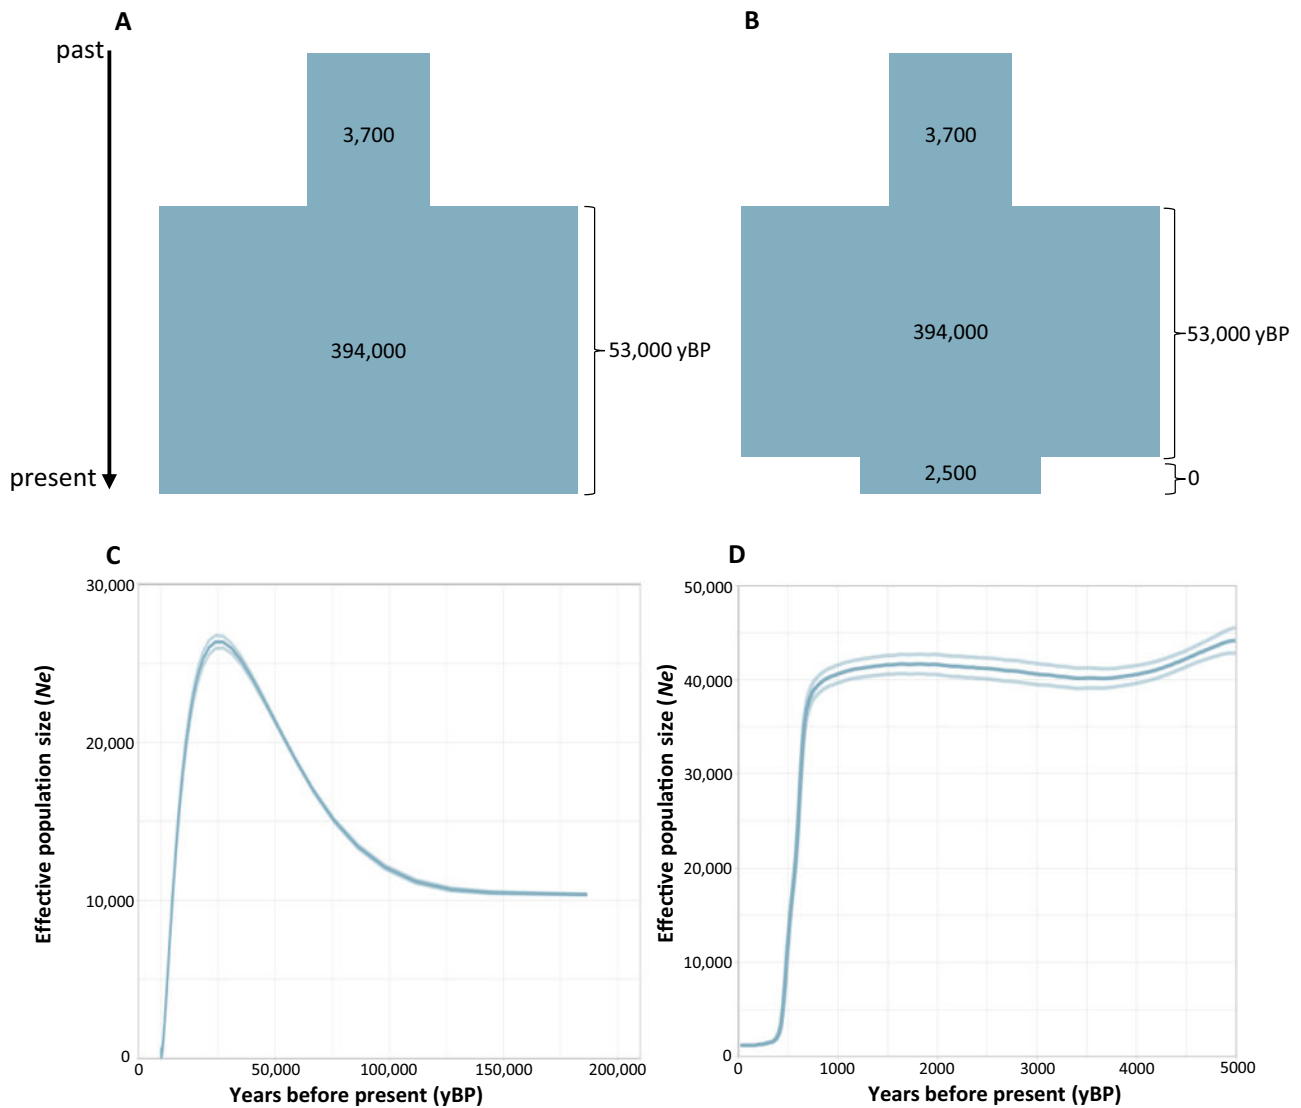 A
B
past
3,700
3,700
394,000
394,000
53,000 yBP
53,000 yBP
present
2,500
0
C
D
30,000
20,000
10,000
0
Effective population size (Ne)
0
50,000
100,000
150,000
200,000
Years before present (yBP)
50,000
40,000
30,000
20,000
10,000
0
Effective population size (Ne)
0
1000
2000
3000
4000
5000
Years before present (yBP)